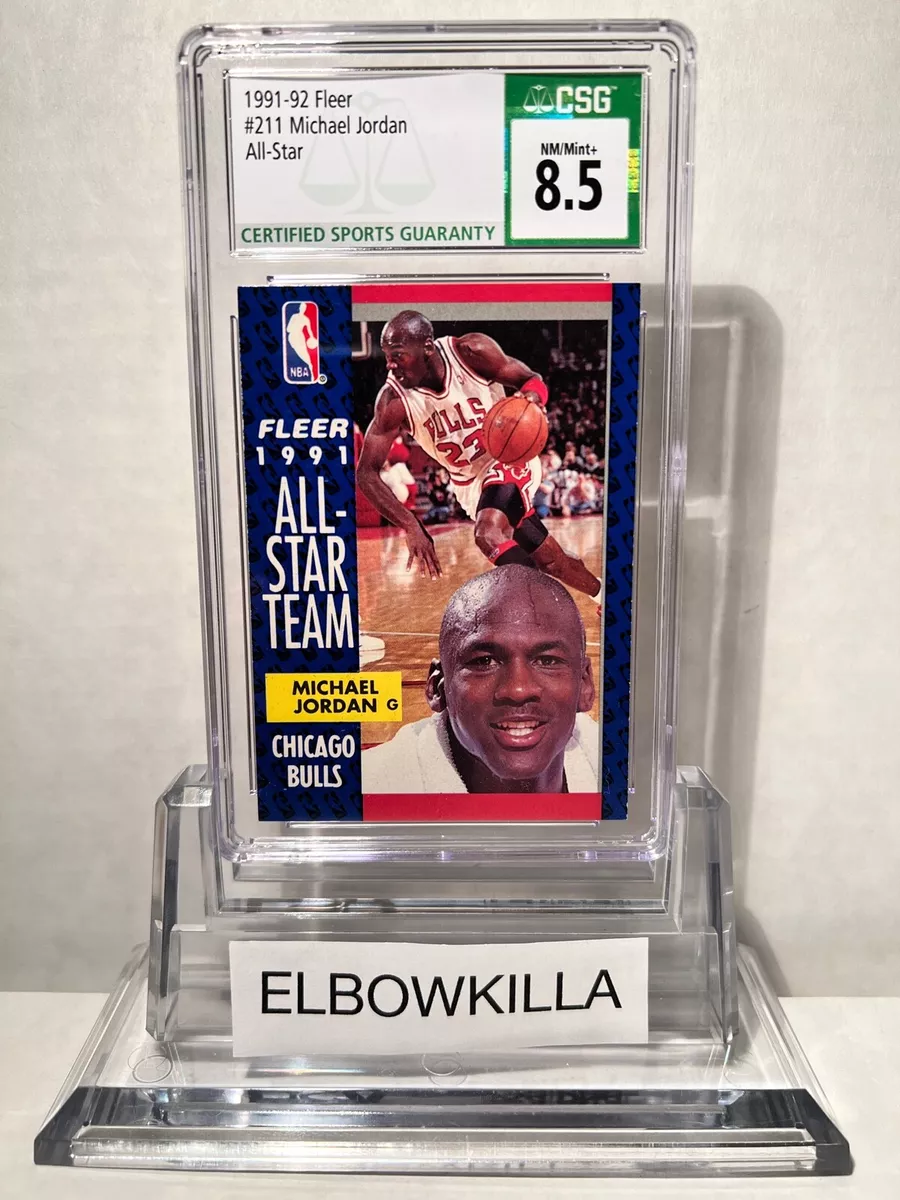 1991-92 Fleer
#211 Michael Jordan
All-Star
CERTIFIED SPORTS GUARANTY
CSG™
NM/Mint+
8.5
NBA
FLEER
1991
ALL-
STAR
TEAM
MICHAEL
JORDAN G
CHICAGO
BULLS
BULLS
23
ELBOWKILLA